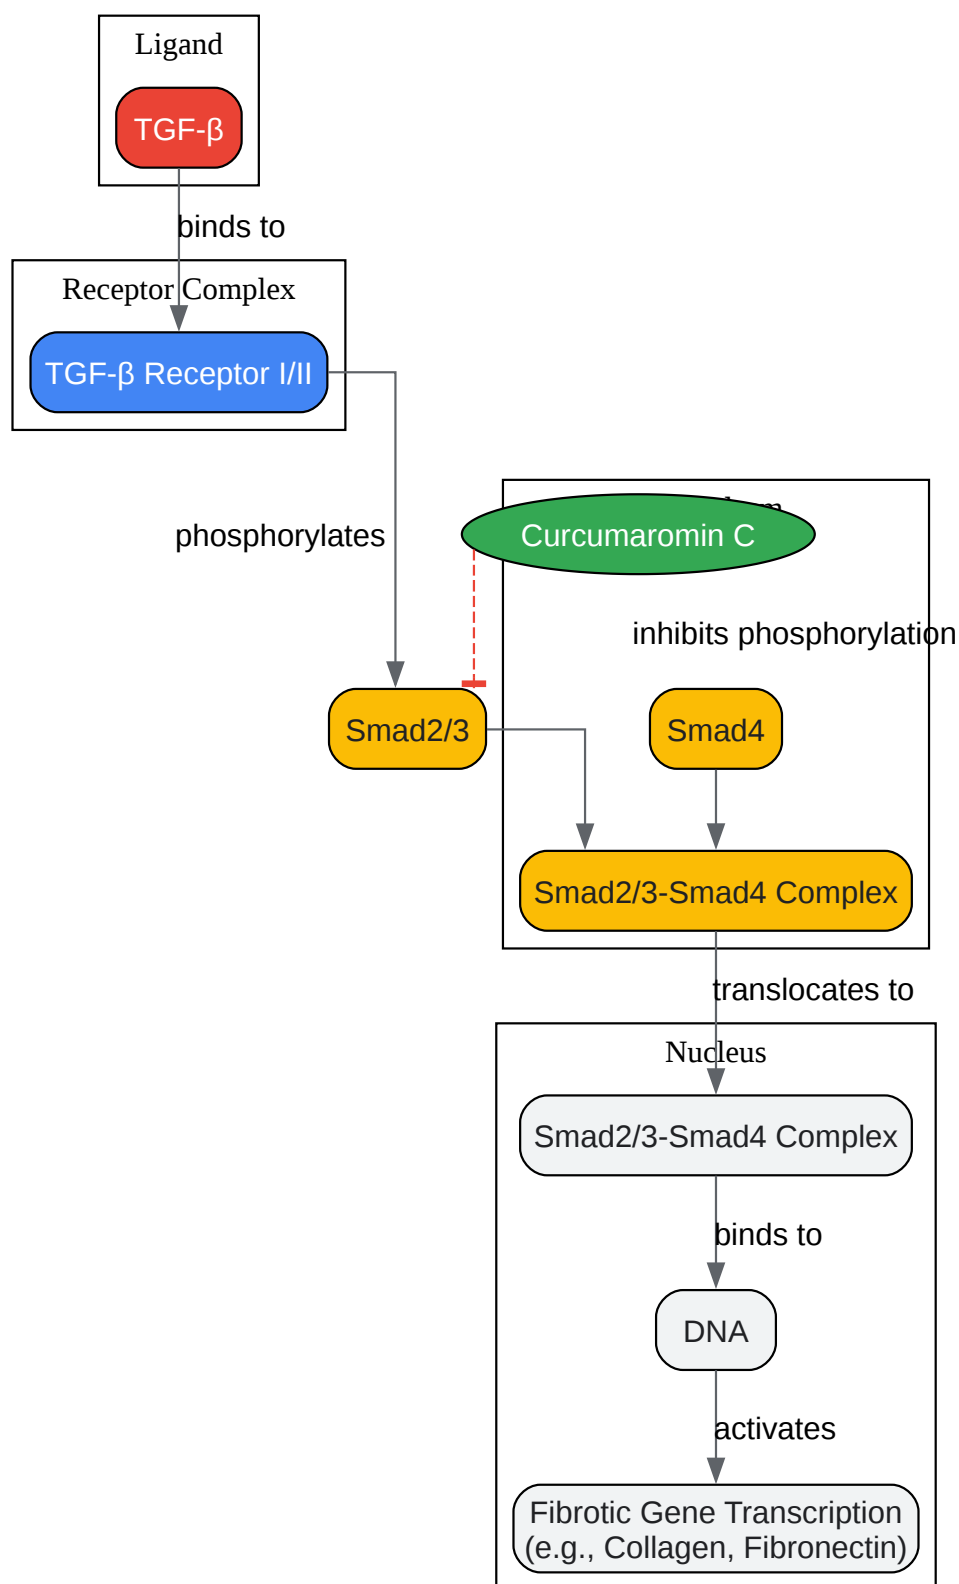 Ligand
TGF-β
binds to
Receptor Complex
TGF-β Receptor I/II
phosphorylates
Curcumaromin C
inhibits phosphorylation
Smad2/3
Smad4
Smad2/3-Smad4 Complex
translocates to
Nucleus
Smad2/3-Smad4 Complex
binds to
DNA
activates
Fibrotic Gene Transcription
(e.g., Collagen, Fibronectin)